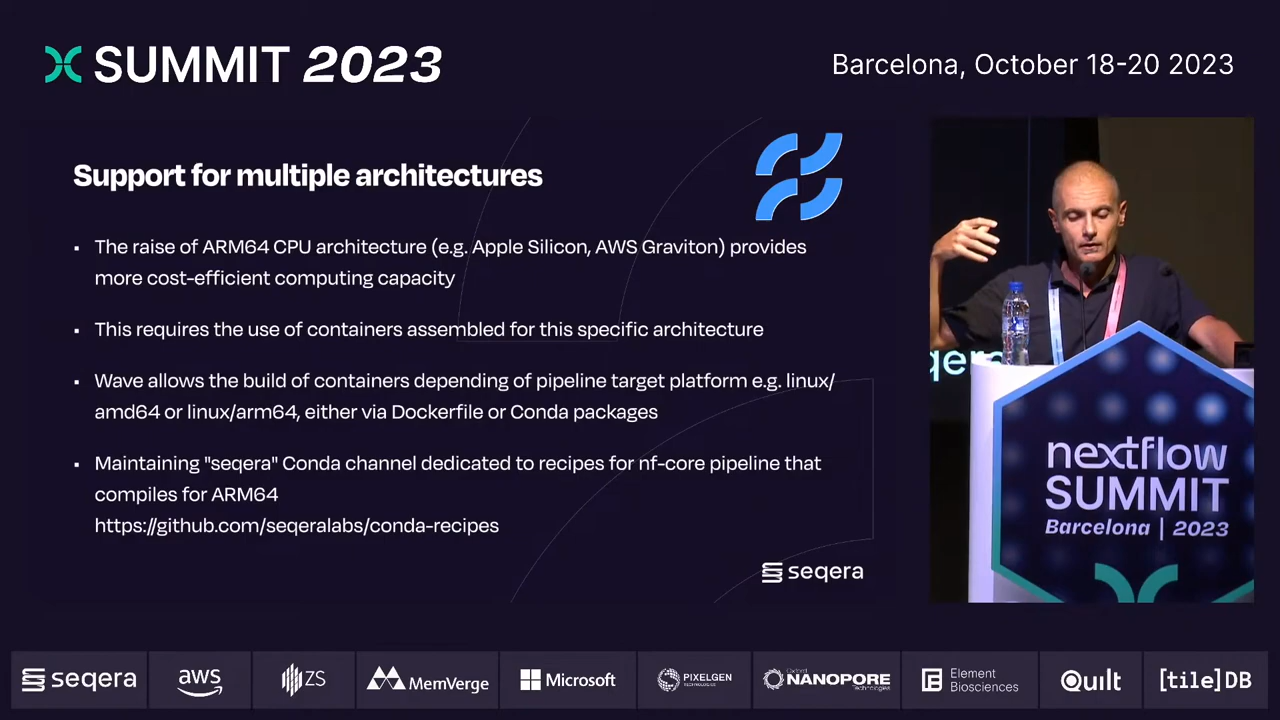 SUMMIT 2023
Barcelona, October 18-20 2023
Support for multiple architectures
▪ The raise of ARM64 CPU architecture (e.g. Apple Silicon, AWS Graviton) provides
more cost-efficient computing capacity
▪ This requires the use of containers assembled for this specific architecture
▪ Wave allows the build of containers depending of pipeline target platform e.g. linux/
amd64 or linux/arm64, either via Dockerfile or Conda packages
▪ Maintaining "seqera" Conda channel dedicated to recipes for nf-core pipeline that
compiles for ARM64
https://github.com/seqeralabs/conda-recipes
seqera
qera
nextflow
SUMMIT
Barcelona | 2023
seqera
aws
ZS
MemVerge
Microsoft
PIXELGEN
TECHNOLOGIES
Oxford
NANOPORE
Technologies
Element
Biosciences
Quilt
[tile]DB